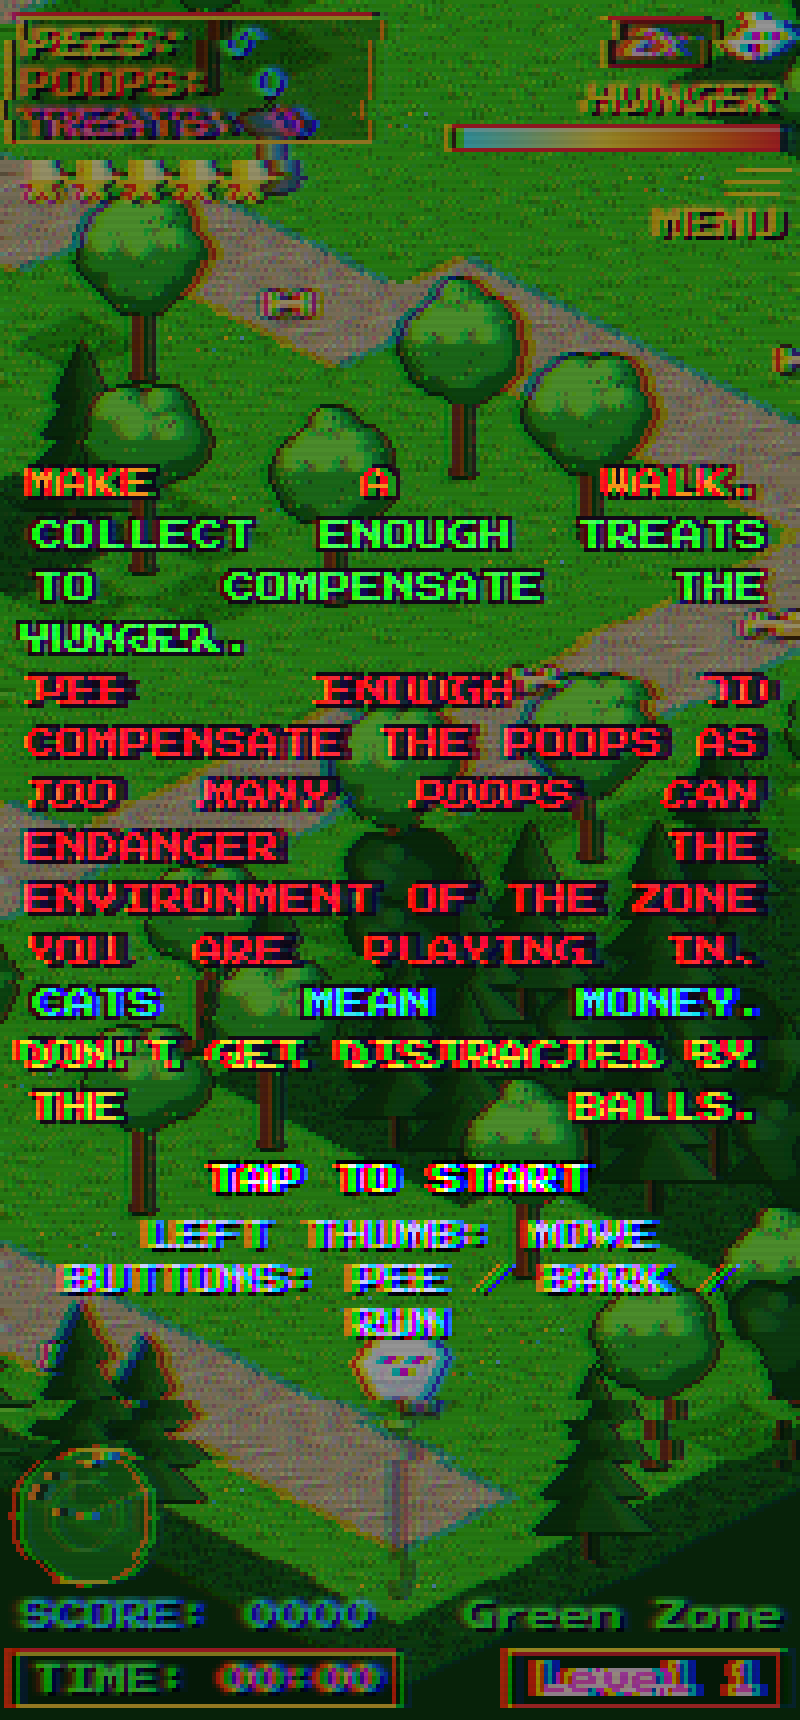 PEES: 0
2x
POOPS: 0
HUNGER
TREATS: 0
MENU
MAKE A WALK.
COLLECT ENOUGH TREATS
TO COMPENSATE THE
HUNGER.
PEE ENOUGH TO
COMPENSATE THE POOPS AS
TOO MANY POOPS CAN
ENDANGER THE
ENVIRONMENT OF THE ZONE
YOU ARE PLAYING IN.
CATS MEAN MONEY.
DON'T GET DISTRACTED BY
THE BALLS.
TAP TO START
LEFT THUMB: MOVE
BUTTONS: PEE / BARK /
RUN
SCORE: 0000
Green Zone
TIME: 00:00
Level 1